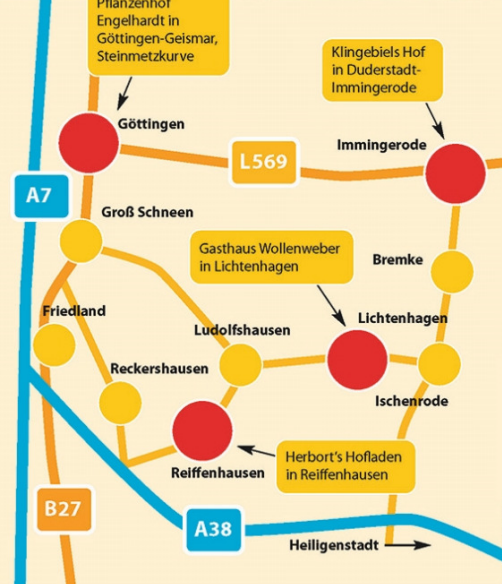 Pflanzenhof
Engelhardt in
Göttingen-Geismar,
Steinmetzkurve
Klingebiels Hof
in Duderstadt-
Immingerode
Göttingen
Immingerode
L569
A7
Groß Schneen
Gasthaus Wollenweber
in Lichtenhagen
Bremke
Friedland
Lichtenhagen
Ludolfshausen
Reckershausen
Ischenrode
Reiffenhausen
Herbort's Hofladen
in Reiffenhausen
B27
A38
Heiligenstadt